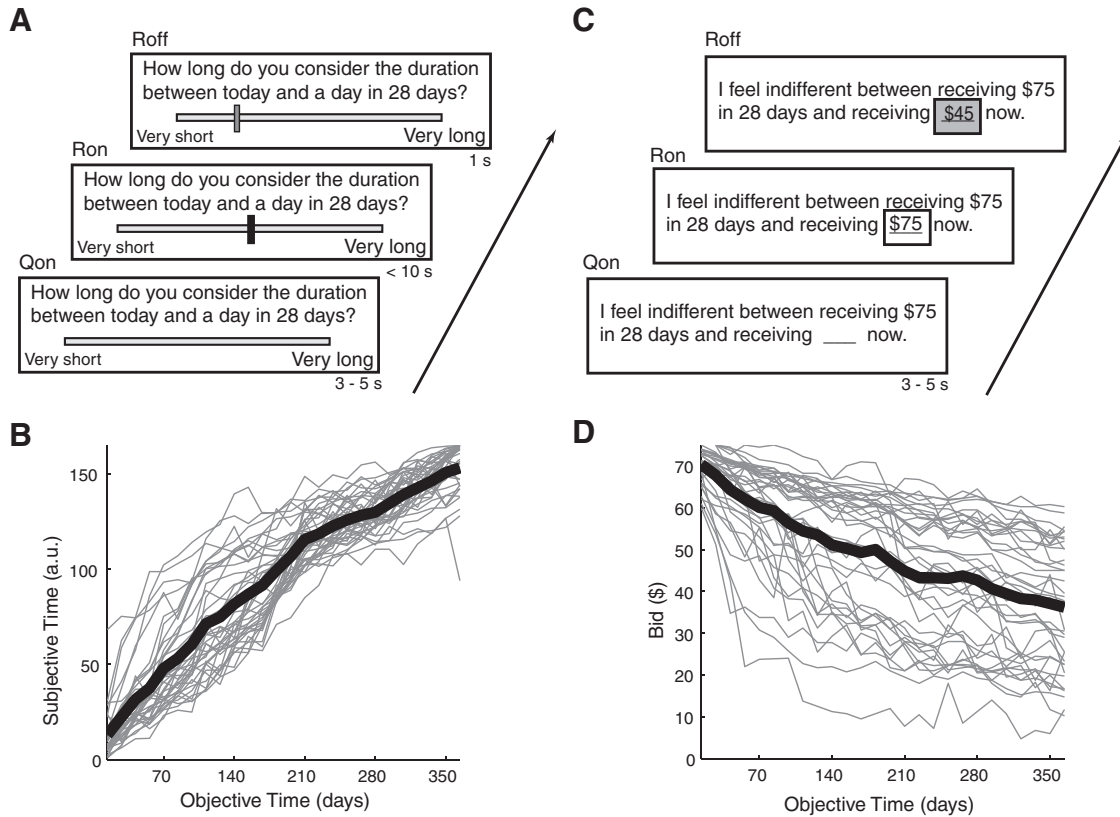 A
Roff
How long do you consider the duration
between today and a day in 28 days?
Very short
Very long
1 s
Ron
How long do you consider the duration
between today and a day in 28 days?
Very short
Very long
< 10 s
Qon
How long do you consider the duration
between today and a day in 28 days?
Very short
Very long
3 - 5 s
C
Roff
I feel indifferent between receiving $75
in 28 days and receiving $45 now.
Ron
I feel indifferent between receiving $75
in 28 days and receiving $75 now.
Qon
I feel indifferent between receiving $75
in 28 days and receiving ___ now.
3 - 5 s
B
Subjective Time (a.u.)
150
100
50
0
70
140
210
280
350
Objective Time (days)
D
Bid ($)
70
60
50
40
30
20
10
0
70
140
210
280
350
Objective Time (days)